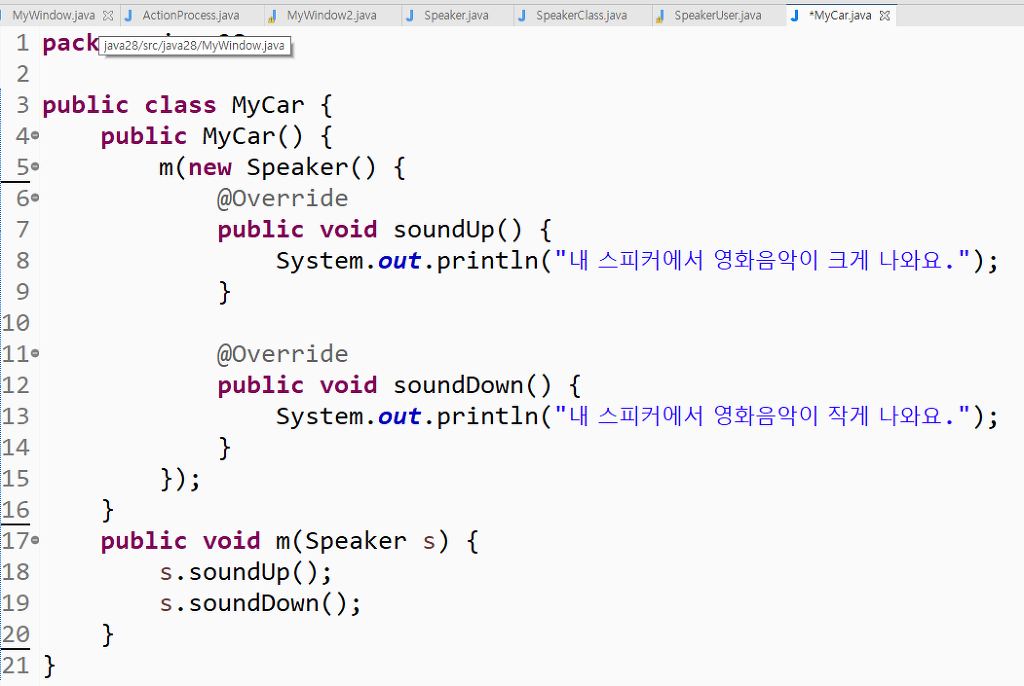 MyWindow.java ActionProcess.java MyWindow2.java Speaker.java SpeakerClass.java SpeakerUser.java *MyCar.java
java28/src/java28/MyWindow.java
1 pack
2
3 public class MyCar {
4 public MyCar() {
5 m(new Speaker() {
6 @Override
7 public void soundUp() {
8 System.out.println("내 스피커에서 영화음악이 크게 나와요.");
9 }
10
11 @Override
12 public void soundDown() {
13 System.out.println("내 스피커에서 영화음악이 작게 나와요.");
14 }
15 });
16 }
17 public void m(Speaker s) {
18 s.soundUp();
19 s.soundDown();
20 }
21 }